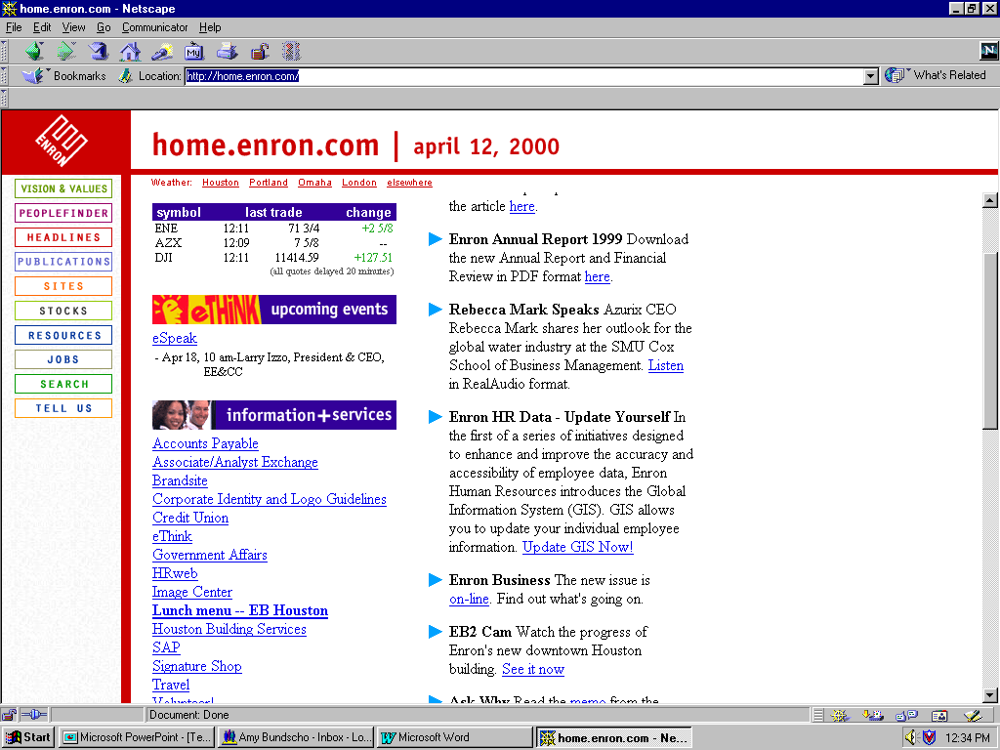 home.enron.com - Netscape
File Edit View Go Communicator Help
My
N
Bookmarks Location: http://home.enron.com/ What's Related
ENRON
home.enron.com | april 12, 2000
Weather: Houston Portland Omaha London elsewhere
VISION & VALUES
PEOPLEFINDER
HEADLINES
PUBLICATIONS
SITES
STOCKS
RESOURCES
JOBS
SEARCH
TELL US
symbol last trade change
ENE 12:11 71 3/4 +2 5/8
AZX 12:09 7 5/8 --
DJI 12:11 11414.59 +127.51
(all quotes delayed 20 minutes)
eTHiNK upcoming events
eSpeak
- Apr 18, 10 am-Larry Izzo, President & CEO,
EE&CC
information+services
Accounts Payable
Associate/Analyst Exchange
Brandsite
Corporate Identity and Logo Guidelines
Credit Union
eThink
Government Affairs
HRweb
Image Center
Lunch menu -- EB Houston
Houston Building Services
SAP
Signature Shop
Travel
Volunteer!
the article here.
Enron Annual Report 1999 Download
the new Annual Report and Financial
Review in PDF format here.
Rebecca Mark Speaks Azurix CEO
Rebecca Mark shares her outlook for the
global water industry at the SMU Cox
School of Business Management. Listen
in RealAudio format.
Enron HR Data - Update Yourself In
the first of a series of initiatives designed
to enhance and improve the accuracy and
accessibility of employee data, Enron
Human Resources introduces the Global
Information System (GIS). GIS allows
you to update your individual employee
information. Update GIS Now!
Enron Business The new issue is
on-line. Find out what's going on.
EB2 Cam Watch the progress of
Enron's new downtown Houston
building. See it now
Ask Why Read the memo from the
Document: Done
Start Microsoft PowerPoint - [Te... Amy Bundscho - Inbox - Lo... Microsoft Word home.enron.com - Ne... 12:34 PM